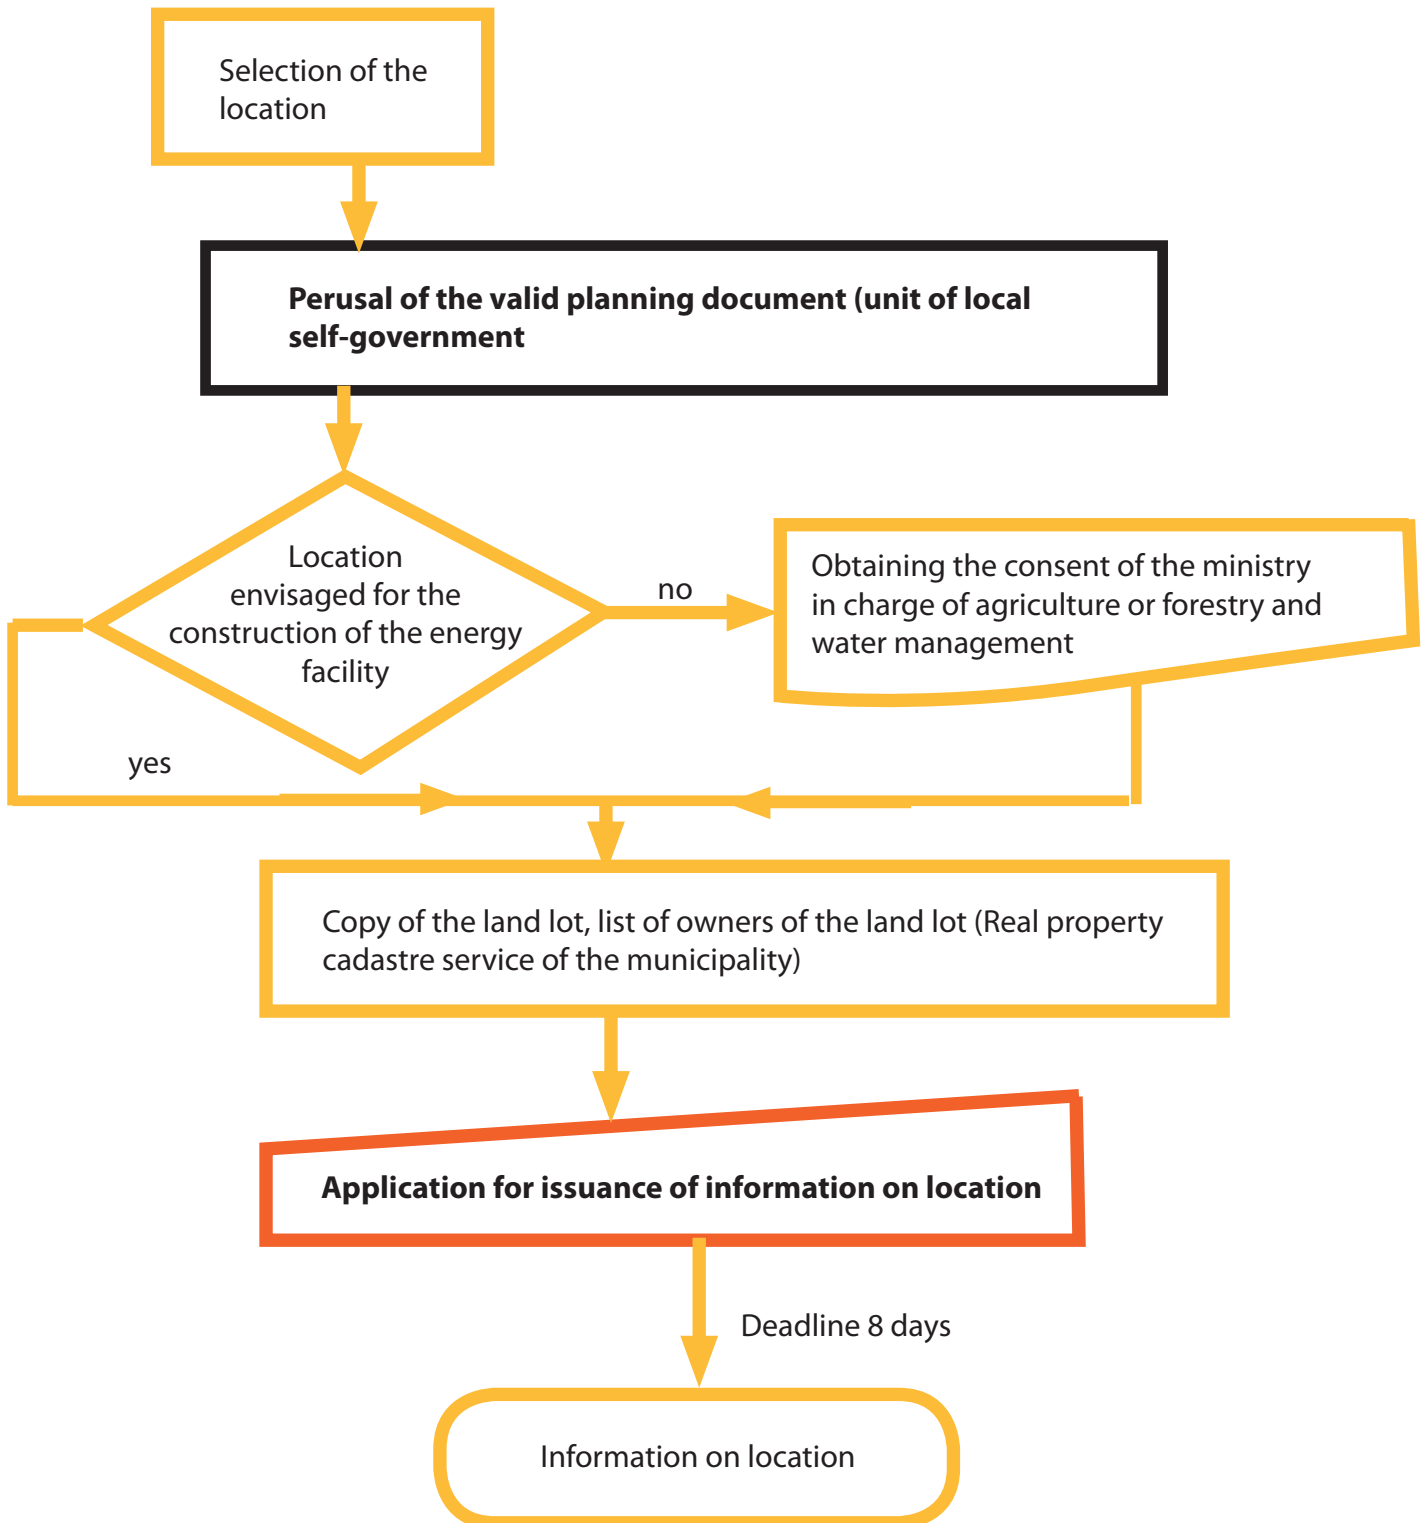 Selection of the
location
Perusal of the valid planning document (unit of local
self-government
Location
envisaged for the
construction of the energy
facility
no
Obtaining the consent of the ministry
in charge of agriculture or forestry and
water management
yes
Copy of the land lot, list of owners of the land lot (Real property
cadastre service of the municipality)
Application for issuance of information on location
Deadline 8 days
Information on location